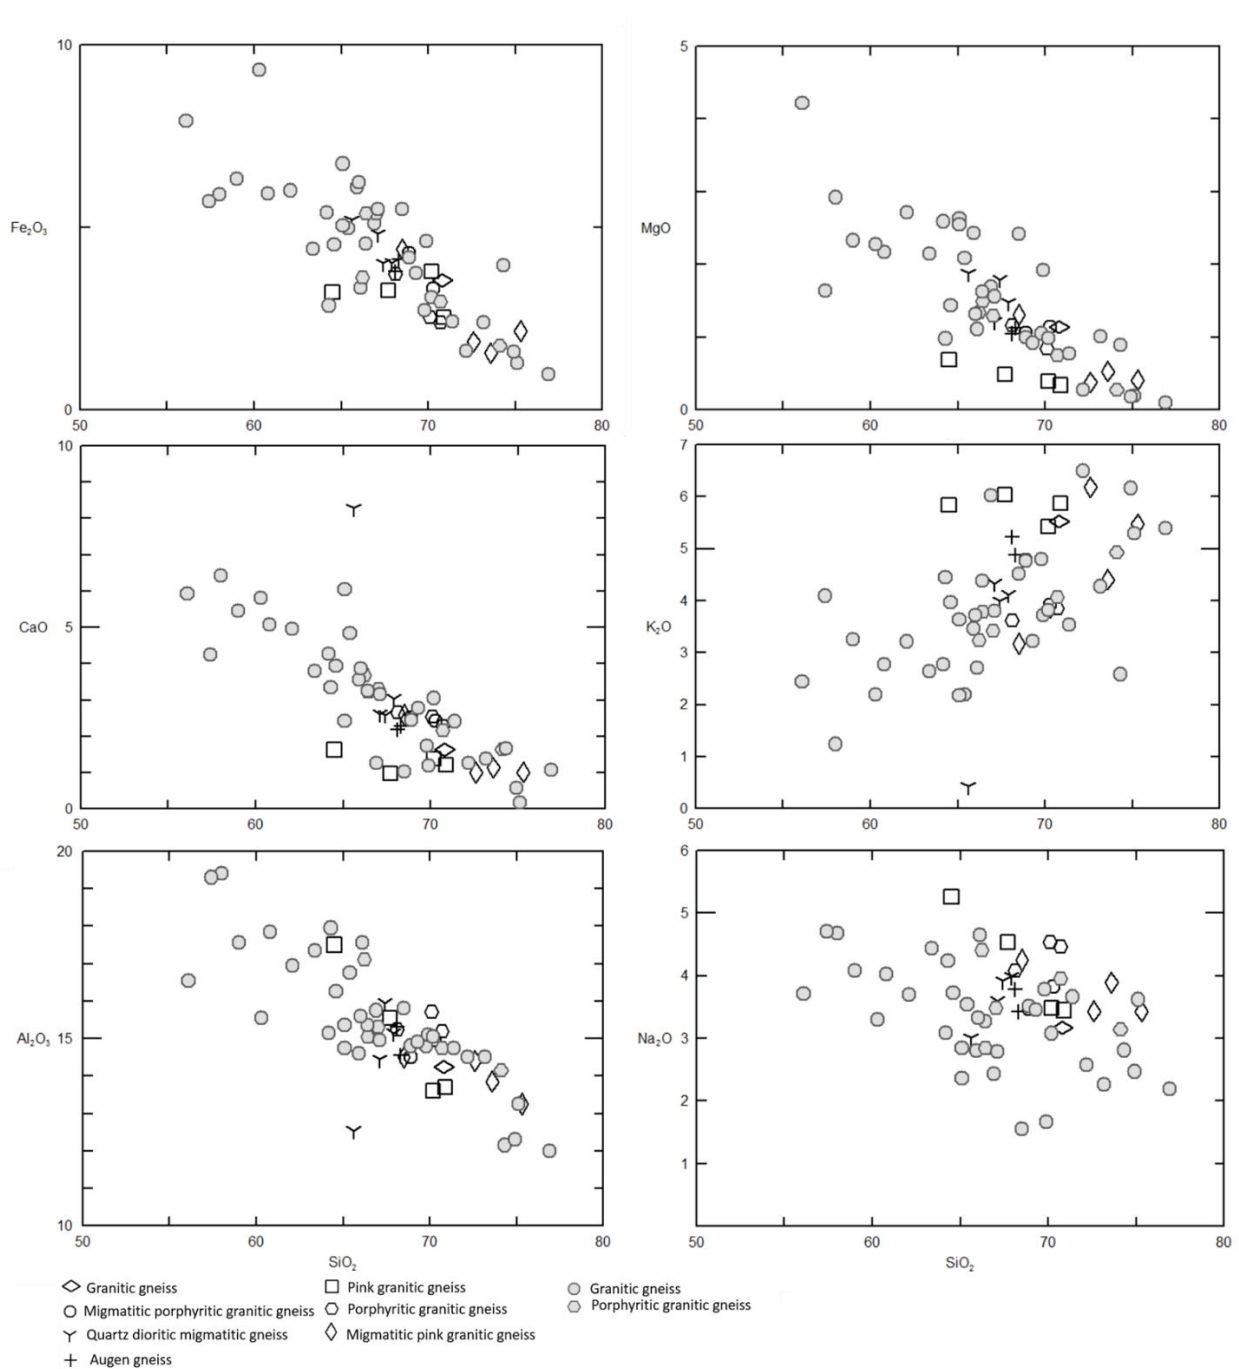 10
Fe₂O₃
0
50 60 70 80
5
MgO
0
50 60 70 80
10
CaO
5
0
50 60 70 80
7
6
5
4
K₂O
3
2
1
0
50 60 70 80
20
Al₂O₃
15
10
50 60 70 80
SiO₂
6
5
4
Na₂O
3
2
1
50 60 70 80
SiO₂
Granitic gneiss
Migmatitic porphyritic granitic gneiss
Quartz dioritic migmatitic gneiss
Augen gneiss
Pink granitic gneiss
Porphyritic granitic gneiss
Migmatitic pink granitic gneiss
Granitic gneiss
Porphyritic granitic gneiss